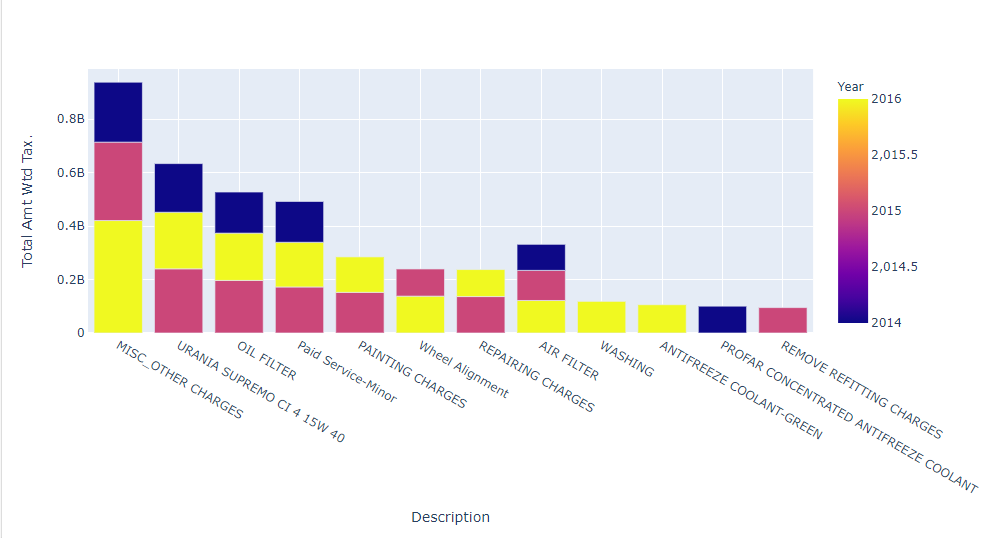 Year
2016
2,015.5
2015
2,014.5
2014
Total Amt Wtd Tax.
0.8B
0.6B
0.4B
0.2B
0
MISC_OTHER CHARGES
URANIA SUPREMO CI 4 15W 40
OIL FILTER
Paid Service-Minor
PAINTING CHARGES
Wheel Alignment
REPAIRING CHARGES
AIR FILTER
WASHING
ANTIFREEZE COOLANT-GREEN
PROFAR CONCENTRATED ANTIFREEZE COOLANT
REMOVE REFITTING CHARGES
Description